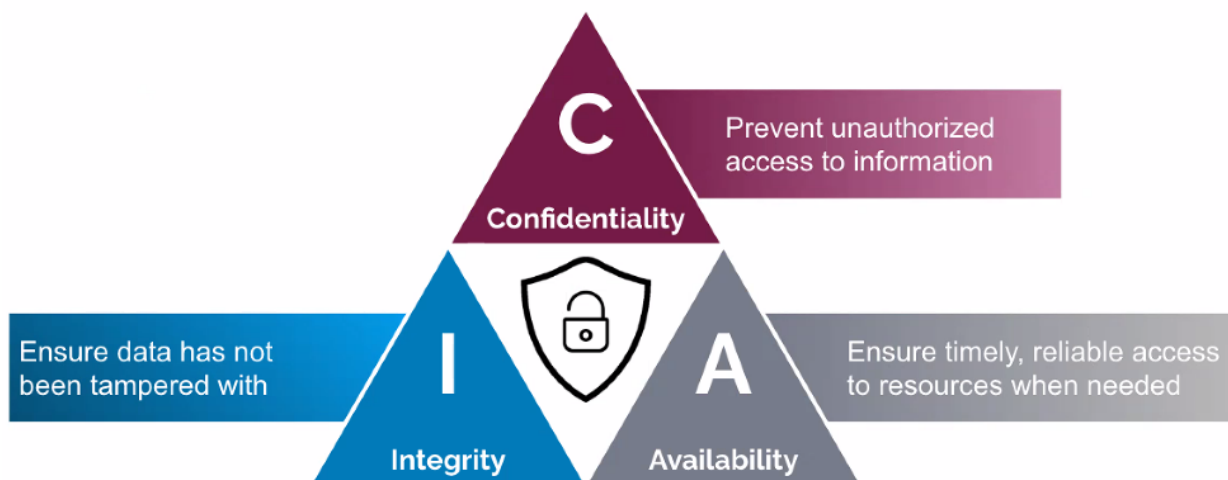 C
Confidentiality
Prevent unauthorized
access to information
I
Integrity
Ensure data has not
been tampered with
A
Availability
Ensure timely, reliable access
to resources when needed